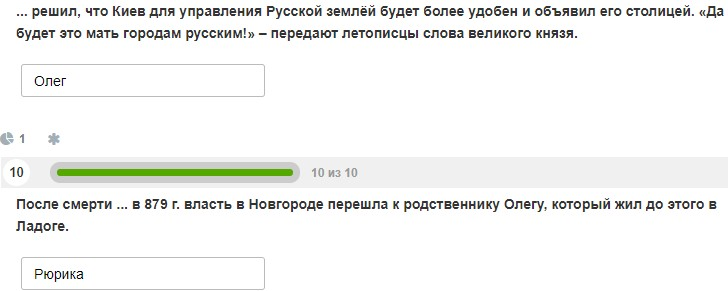 ... решил, что Киев для управления Русской землёй будет более удобен и объявил его столицей. «Да
будет это мать городам русским!» – передают летописцы слова великого князя.
Олег
1
10
10 из 10
После смерти ... в 879 г. власть в Новгороде перешла к родственнику Олегу, который жил до этого в
Ладоге.
Рюрика